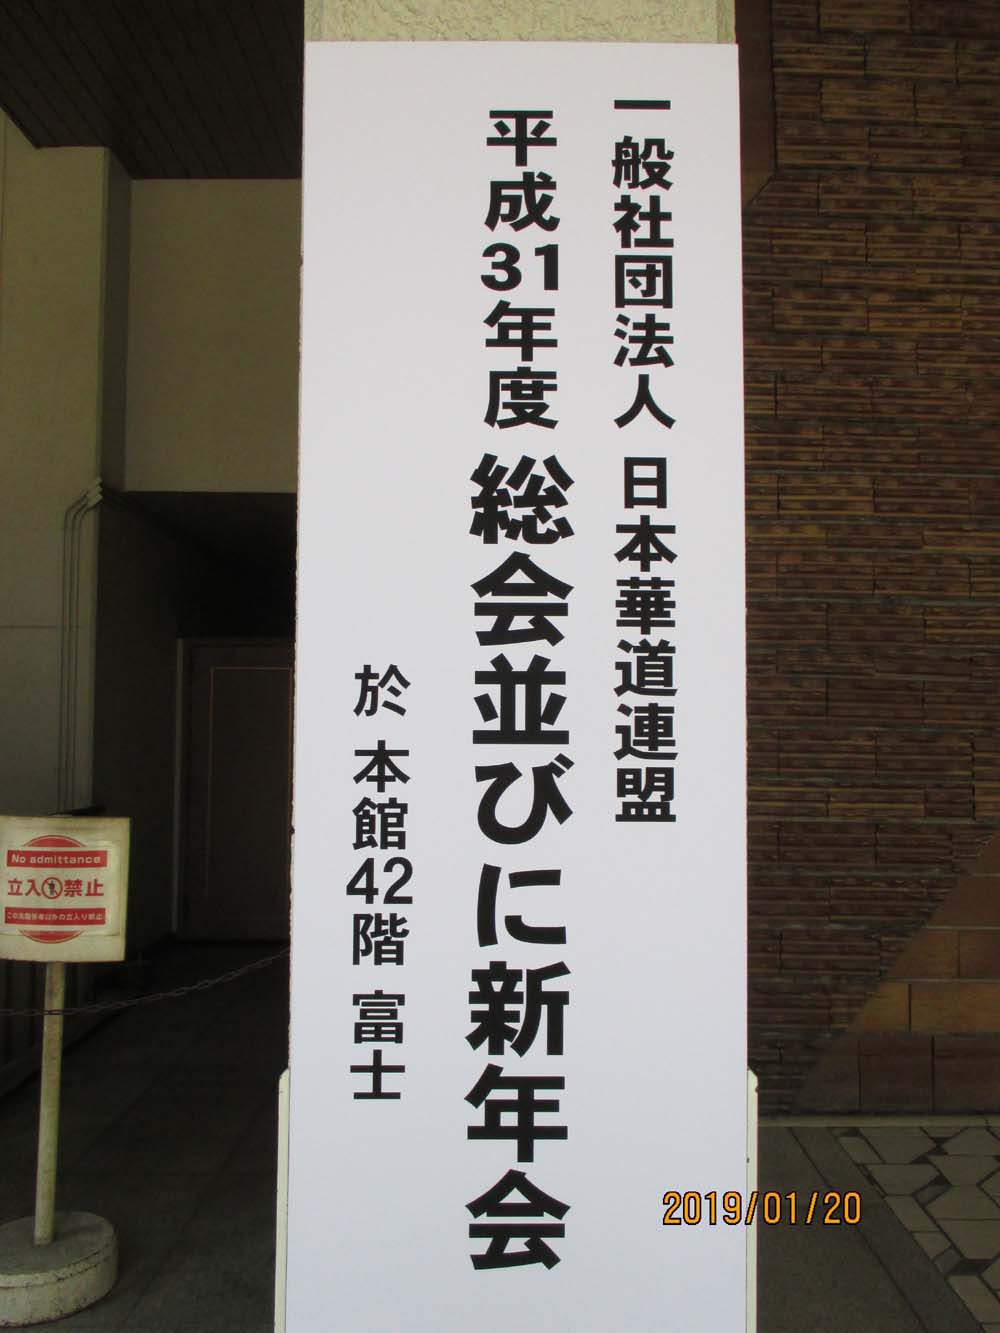 一般社団法人 日本華道連盟
平成31年度 総会並びに新年会
於 本館42階 富士
No admittance
立入禁止
2019/01/20